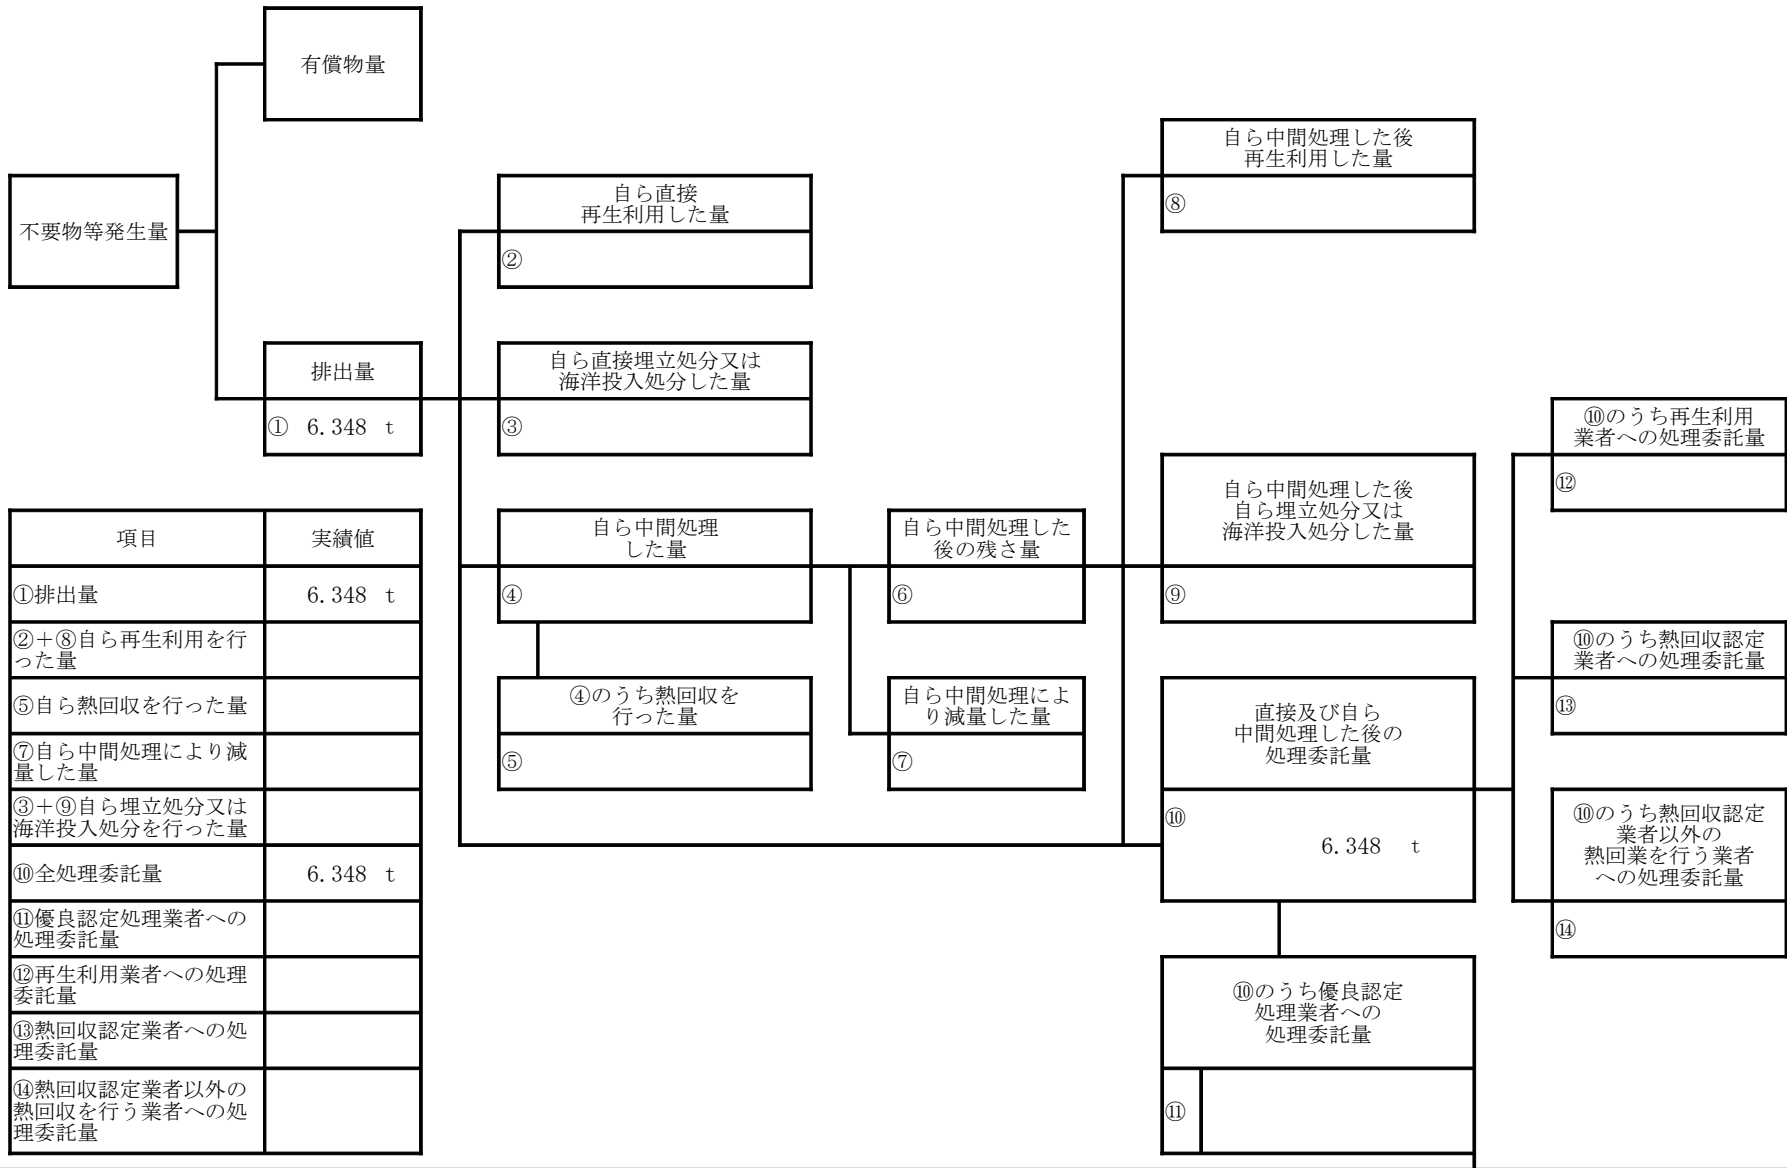 有償物量
不要物等発生量
排出量
① 6.348 t
自ら直接
再生利用した量
②
自ら直接埋立処分又は
海洋投入処分した量
③
自ら中間処理
した量
④
④のうち熱回収を
行った量
⑤
自ら中間処理した
後の残さ量
⑥
自ら中間処理によ
り減量した量
⑦
自ら中間処理した後
再生利用した量
⑧
自ら中間処理した後
自ら埋立処分又は
海洋投入処分した量
⑨
直接及び自ら
中間処理した後の
処理委託量
⑩
6.348 t
⑩のうち優良認定
処理業者への
処理委託量
⑪
⑩のうち再生利用
業者への処理委託量
⑫
⑩のうち熱回収認定
業者への処理委託量
⑬
⑩のうち熱回収認定
業者以外の
熱回業を行う業者
への処理委託量
⑭
項目 実績値
①排出量 6.348 t
②+⑧自ら再生利用を行
った量
⑤自ら熱回収を行った量
⑦自ら中間処理により減
量した量
③+⑨自ら埋立処分又は
海洋投入処分を行った量
⑩全処理委託量 6.348 t
⑪優良認定処理業者への
処理委託量
⑫再生利用業者への処理
委託量
⑬熱回収認定業者への処
理委託量
⑭熱回収認定業者以外の
熱回収を行う業者への処
理委託量